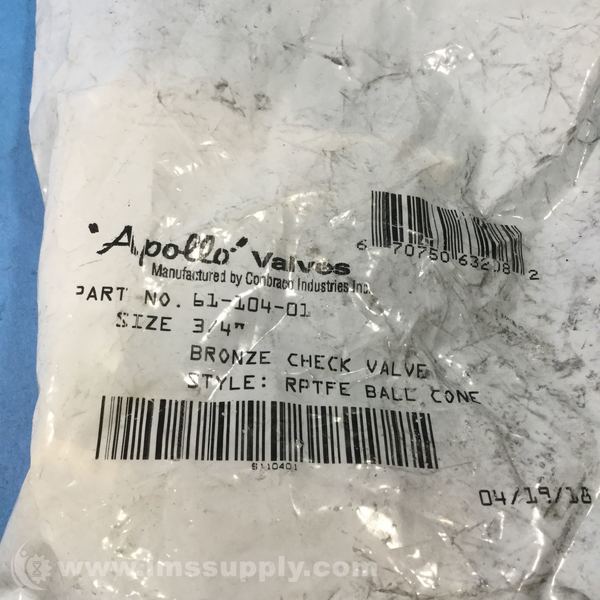 "Apollo" Valves
Manufactured by Conbraco Industries, Inc.
PART NO. 61-104-01
SIZE 3/4"
BRONZE CHECK VALVE
STYLE: RPTFE BALL CONE
6 70750 63208 2
6110401
04/19/18
www.imssupply.com